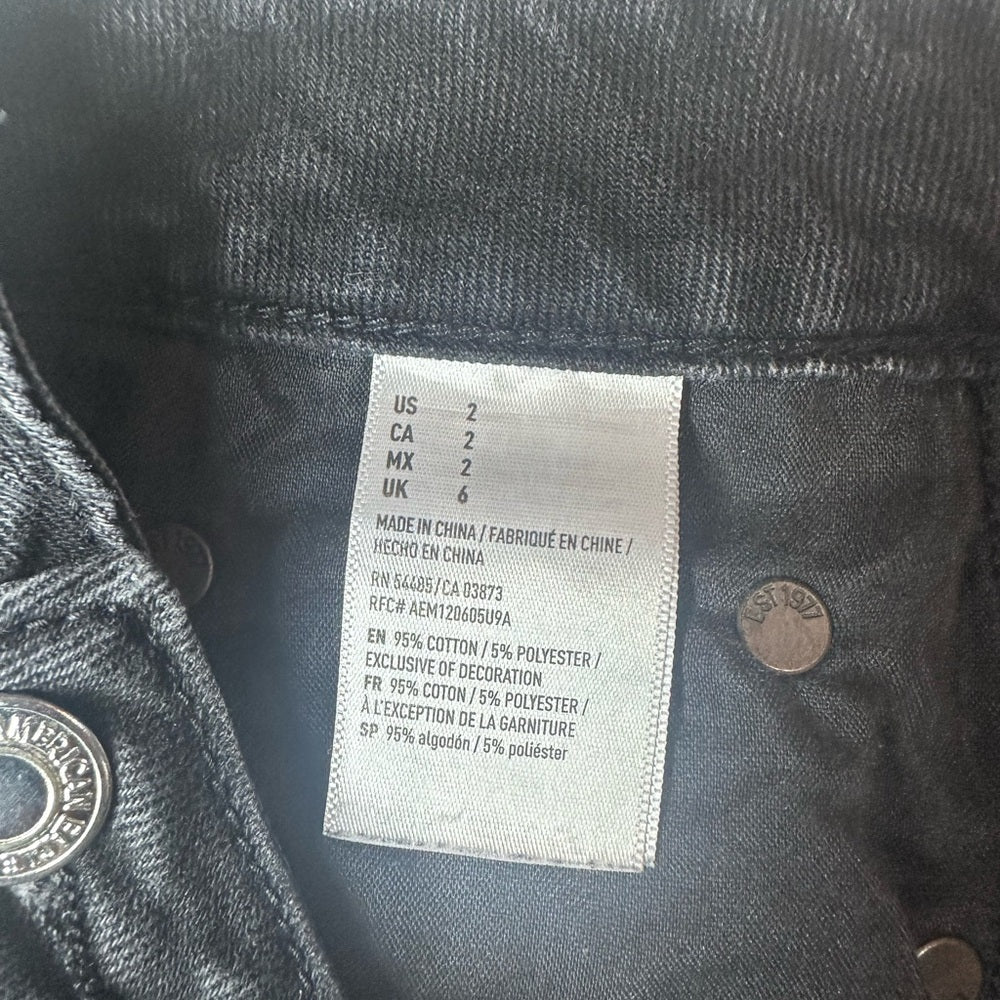 US 2
CA 2
MX 2
UK 6
MADE IN CHINA / FABRIQUÉ EN CHINE /
HECHO EN CHINA
RN 54485/CA 03873
RFC# AEM120605U9A
EN 95% COTTON / 5% POLYESTER /
EXCLUSIVE OF DECORATION
FR 95% COTON / 5% POLYESTER /
À L'EXCEPTION DE LA GARNITURE
SP 95% algodón / 5% poliéster
EST 1977
AMERICAN EAGLE